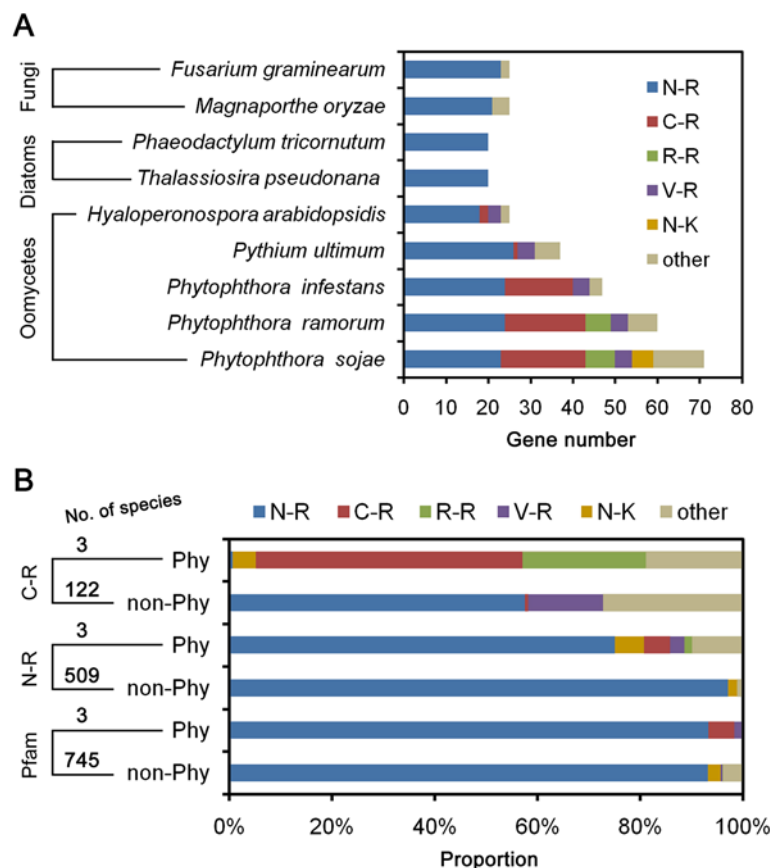 A
Fungi
Diatoms
Oomycetes
Fusarium graminearum
Magnaporthe oryzae
Phaeodactylum tricornutum
Thalassiosira pseudonana
Hyaloperonospora arabidopsidis
Pythium ultimum
Phytophthora infestans
Phytophthora ramorum
Phytophthora sojae
N-R
C-R
R-R
V-R
N-K
other
0 10 20 30 40 50 60 70 80
Gene number
B
No. of species
N-R C-R R-R V-R N-K other
C-R
3 Phy
122 non-Phy
N-R
3 Phy
509 non-Phy
Pfam
3 Phy
745 non-Phy
0% 20% 40% 60% 80% 100%
Proportion